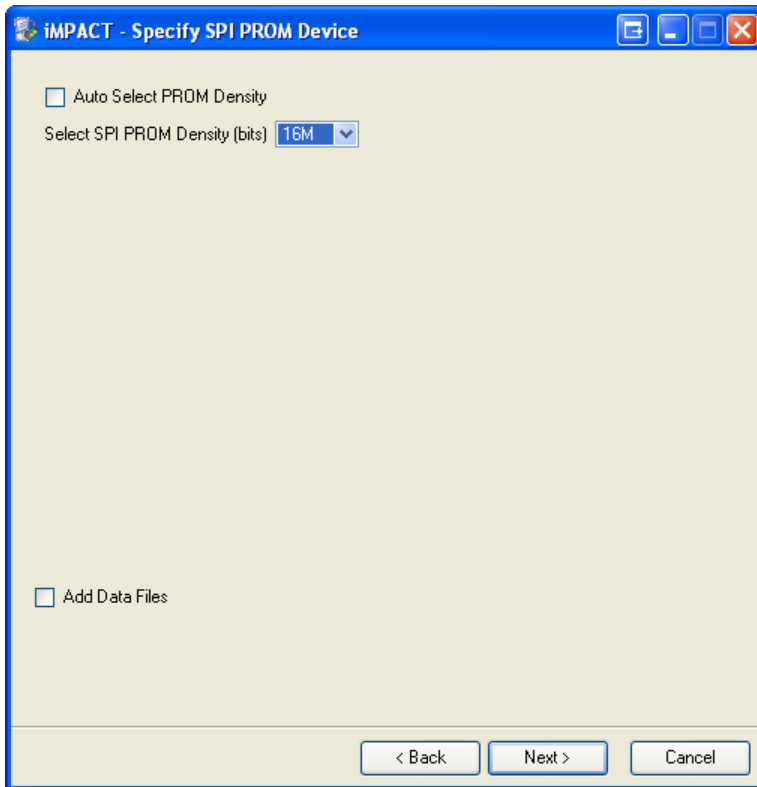 iMPACT - Specify SPI PROM Device
Auto Select PROM Density
Select SPI PROM Density (bits) 16M
Add Data Files
< Back Next > Cancel